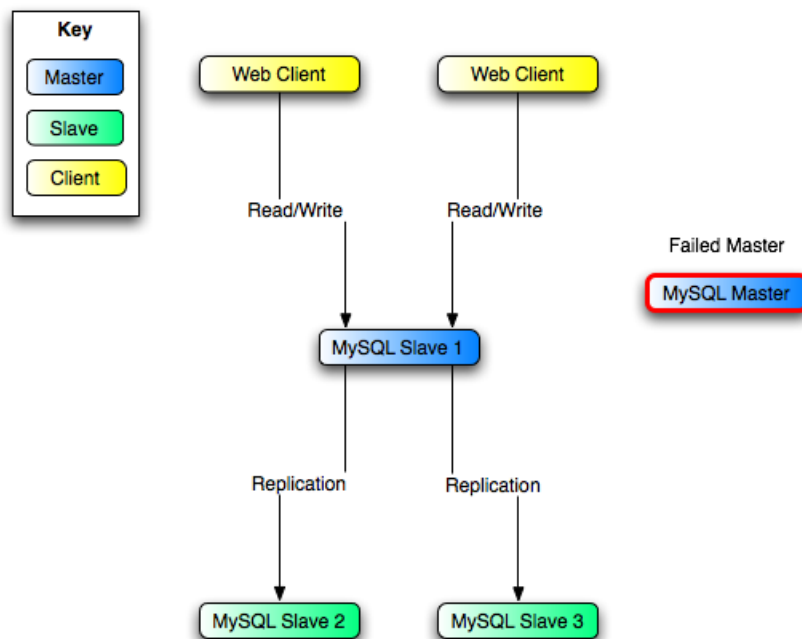 Key
Master
Slave
Client
Web Client
Web Client
Read/Write
Read/Write
Failed Master
MySQL Master
MySQL Slave 1
Replication
Replication
MySQL Slave 2
MySQL Slave 3